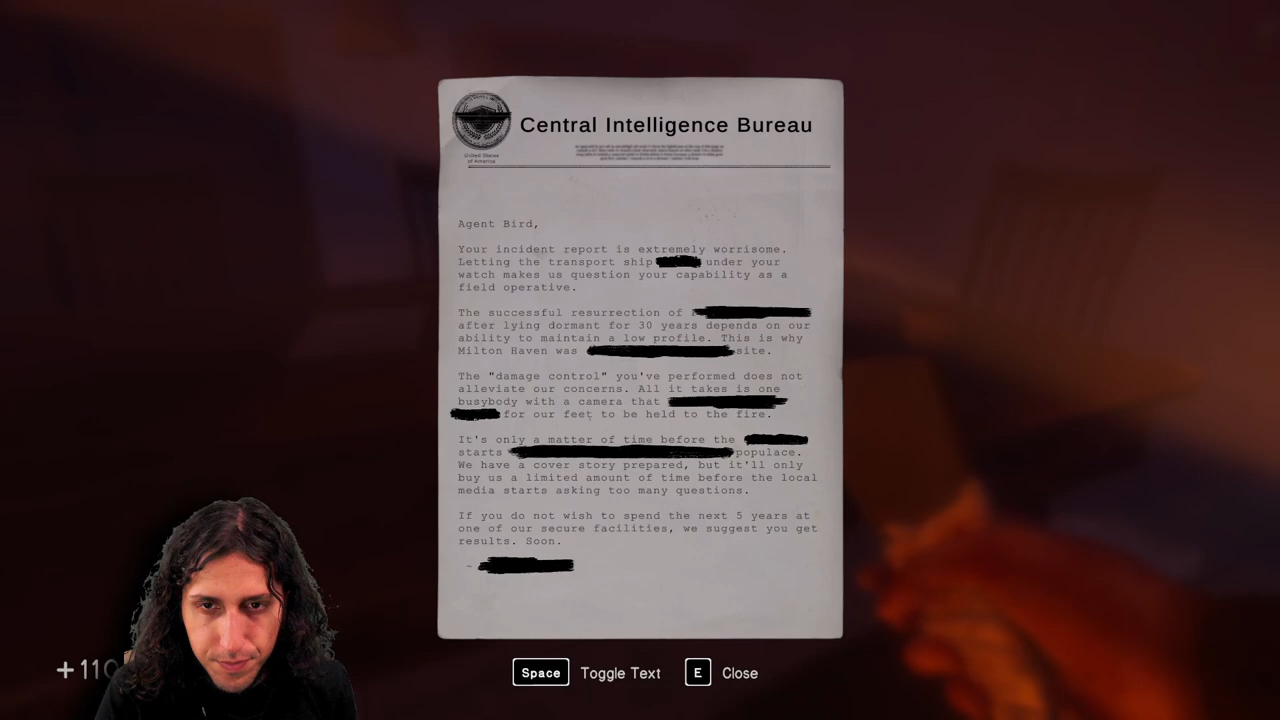 Central Intelligence Bureau
United States
of America
Agent Bird,
Your incident report is extremely worrisome.
Letting the transport ship under your
watch makes us question your capability as a
field operative.
The successful resurrection of
after lying dormant for 30 years depends on our
ability to maintain a low profile. This is why
Milton Haven was site.
The "damage control" you've performed does not
alleviate our concerns. All it takes is one
busybody with a camera that
for our feet to be held to the fire.
It's only a matter of time before the
starts populace.
We have a cover story prepared, but it'll only
buy us a limited amount of time before the local
media starts asking too many questions.
If you do not wish to spend the next 5 years at
one of our secure facilities, we suggest you get
results. Soon.
~
+110
Space Toggle Text E Close